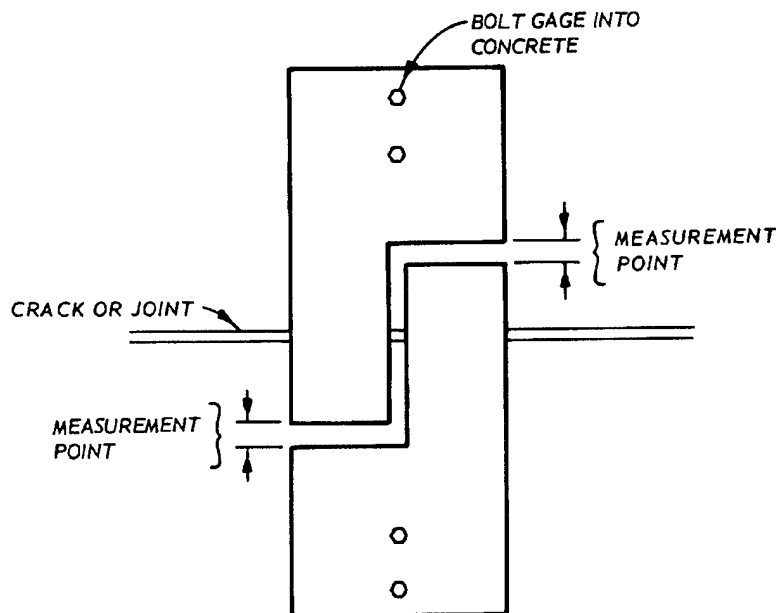 BOLT GAGE INTO
CONCRETE
MEASUREMENT
POINT
CRACK OR JOINT
MEASUREMENT
POINT